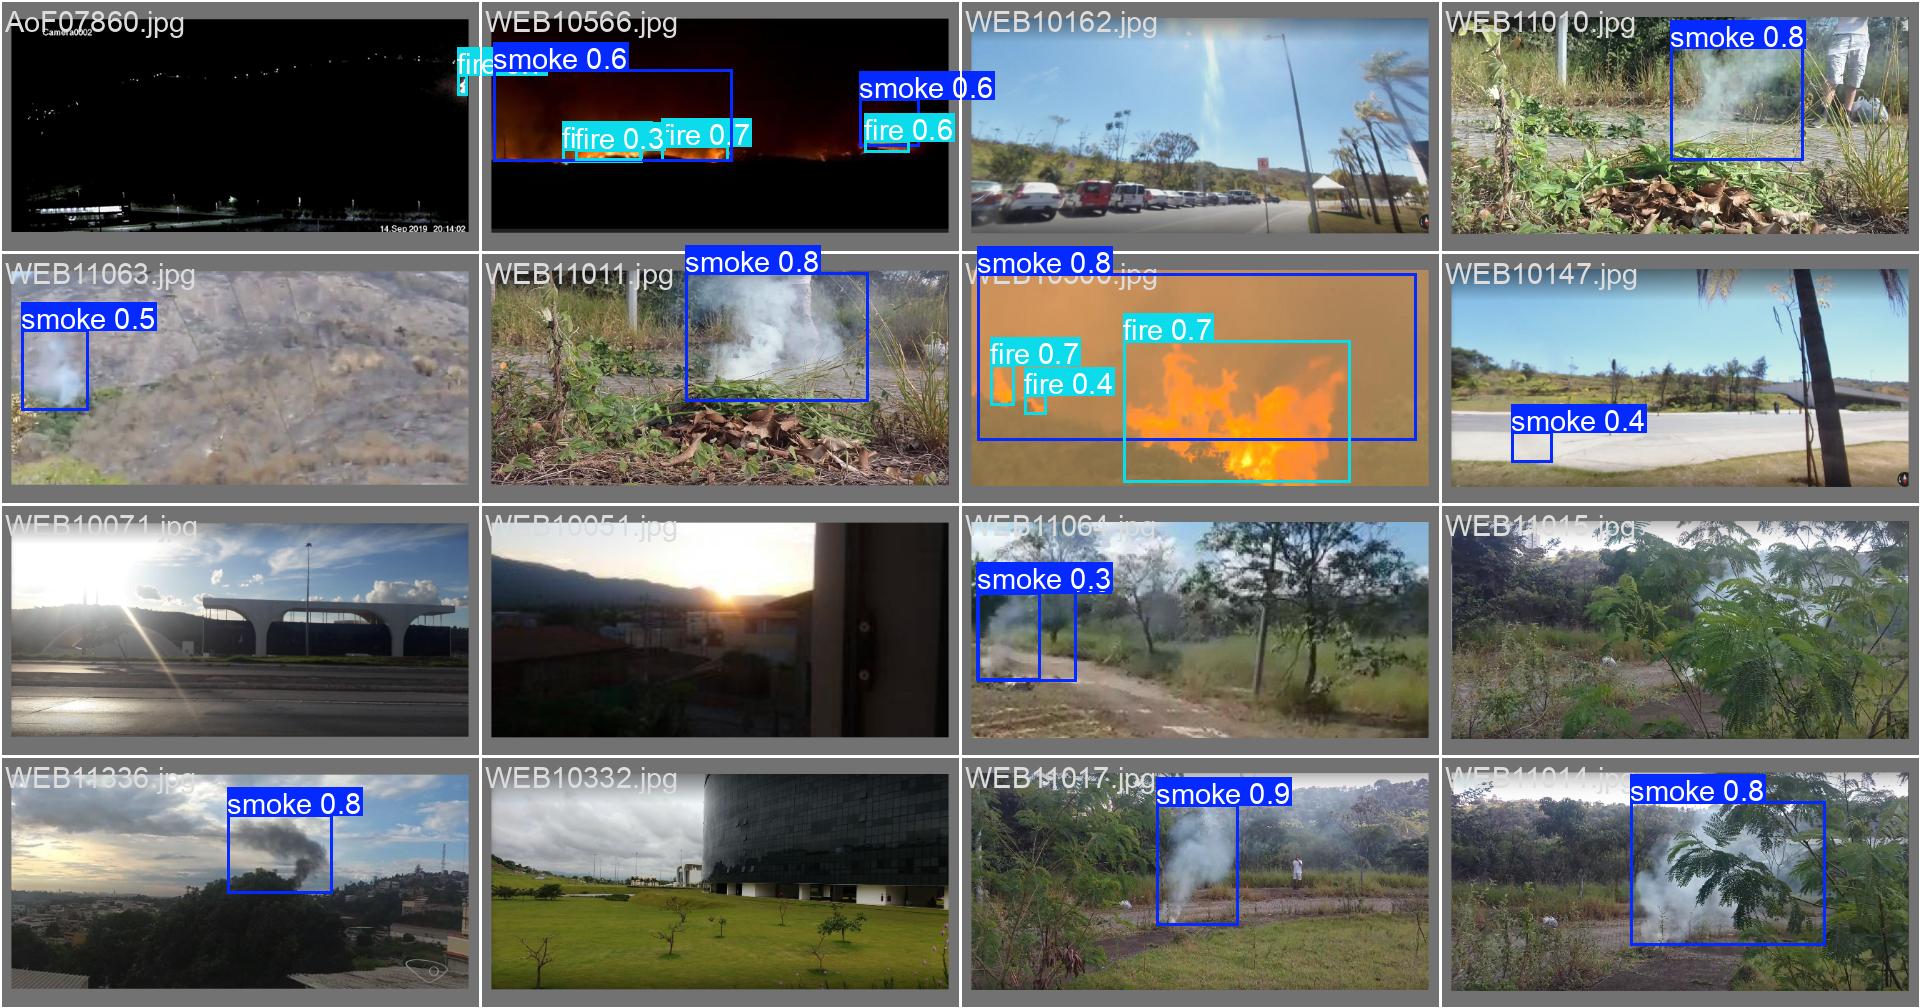 AoF07860.jpg
Camera0002
14 Sep 2019 20:14:02
fire
WEB10566.jpg
smoke 0.6
smoke 0.6
fire 0.3
fire 0.7
fire 0.6
WEB10162.jpg
WEB11010.jpg
smoke 0.8
WEB11063.jpg
smoke 0.5
WEB11011.jpg
smoke 0.8
smoke 0.8
fire 0.7
fire 0.7
fire 0.4
WEB10147.jpg
smoke 0.4
WEB10071.jpg
WEB10051.jpg
WEB11064.jpg
smoke 0.3
WEB11015.jpg
WEB11336.jpg
smoke 0.8
WEB10332.jpg
WEB11017.jpg
smoke 0.9
WEB11014.jpg
smoke 0.8